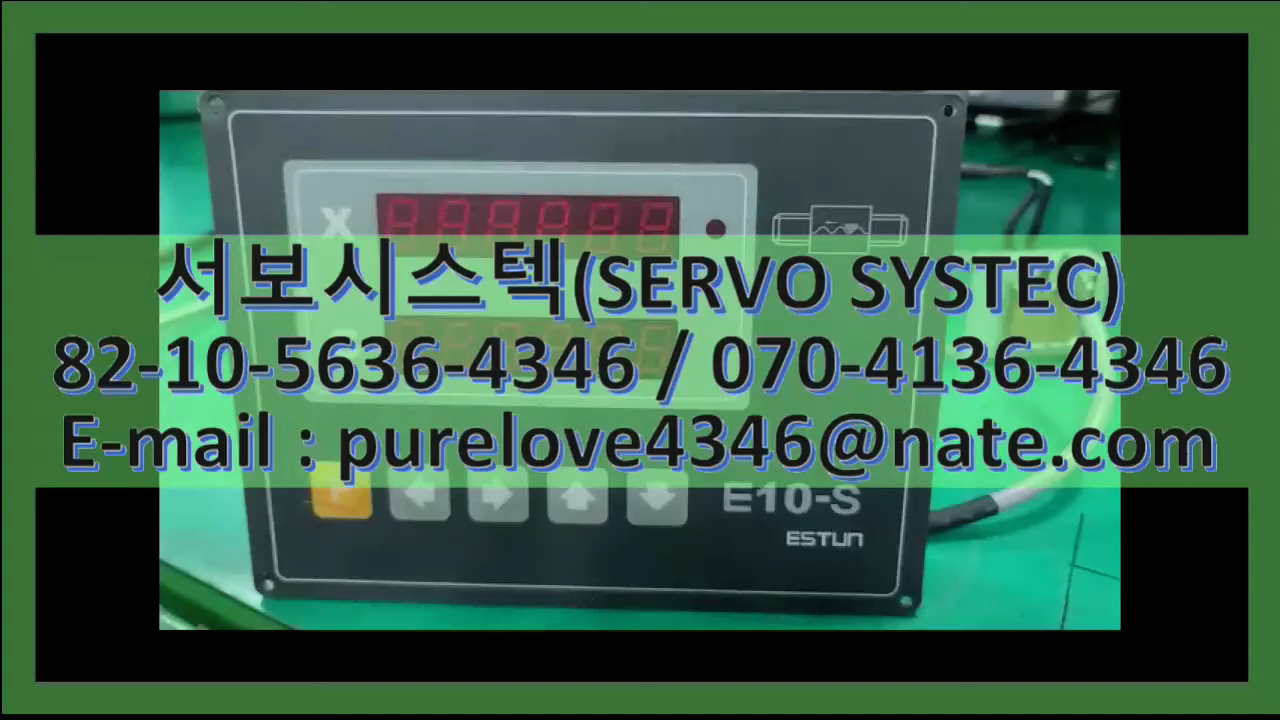 X
서보시스텍(SERVO SYSTEC)
82-10-5636-4346 / 070-4136-4346
E-mail : purelove4346@nate.com
E10-S
ESTUN